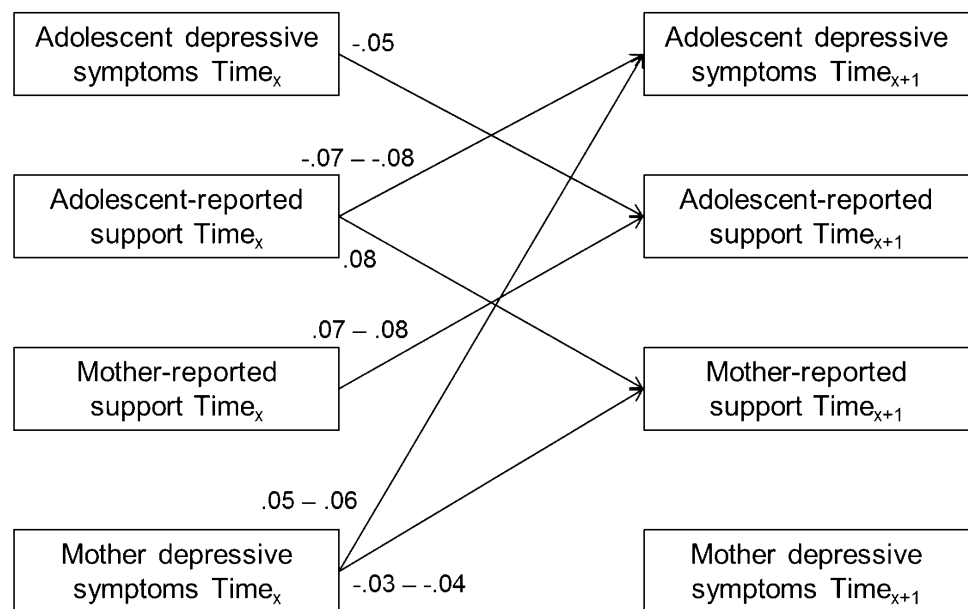 Adolescent depressive
symptoms Timeₓ
-.05
Adolescent depressive
symptoms Timeₓ₊₁
-.07 – -.08
Adolescent-reported
support Timeₓ
Adolescent-reported
support Timeₓ₊₁
.08
.07 – .08
Mother-reported
support Timeₓ
Mother-reported
support Timeₓ₊₁
.05 – .06
Mother depressive
symptoms Timeₓ
-.03 – -.04
Mother depressive
symptoms Timeₓ₊₁